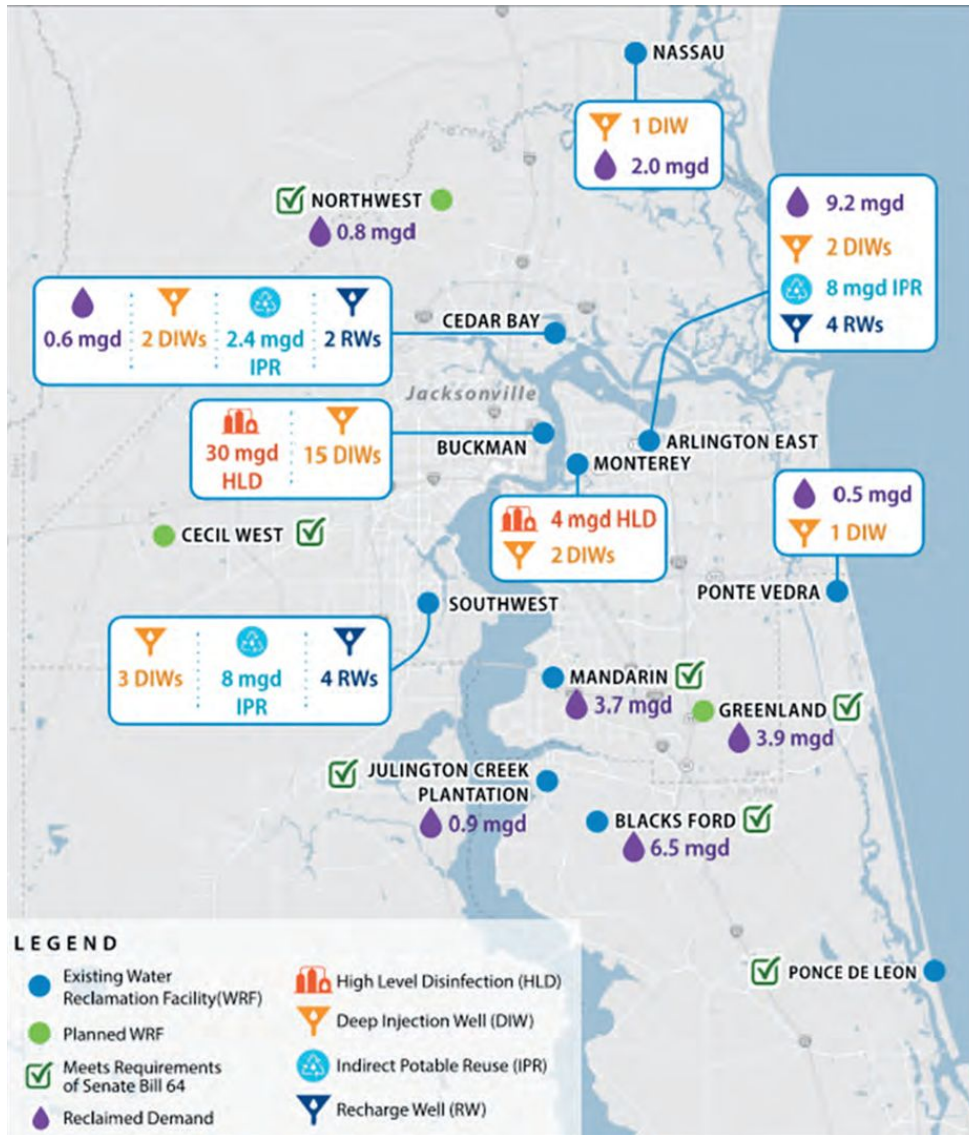 NASSAU
1 DIW
2.0 mgd
NORTHWEST
0.8 mgd
9.2 mgd
2 DIWs
8 mgd IPR
4 RWs
0.6 mgd
2 DIWs
2.4 mgd
IPR
2 RWs
CEDAR BAY
Jacksonville
30 mgd
HLD
15 DIWs
BUCKMAN
ARLINGTON EAST
MONTEREY
4 mgd HLD
2 DIWs
0.5 mgd
1 DIW
CECIL WEST
PONTE VEDRA
SOUTHWEST
3 DIWs
8 mgd
IPR
4 RWs
MANDARIN
3.7 mgd
GREENLAND
3.9 mgd
JULINGTON CREEK
PLANTATION
0.9 mgd
BLACKS FORD
6.5 mgd
PONCE DE LEON
LEGEND
Existing Water
Reclamation Facility(WRF)
Planned WRF
Meets Requirements
of Senate Bill 64
Reclaimed Demand
High Level Disinfection (HLD)
Deep Injection Well (DIW)
Indirect Potable Reuse (IPR)
Recharge Well (RW)